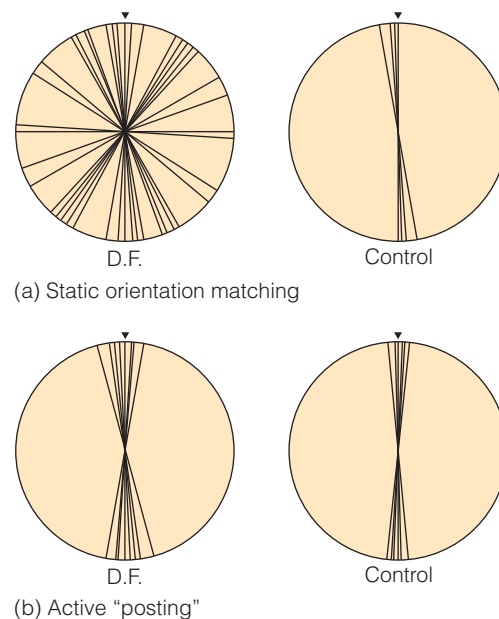 D.F.
Control
(a) Static orientation matching
D.F.
Control
(b) Active “posting”